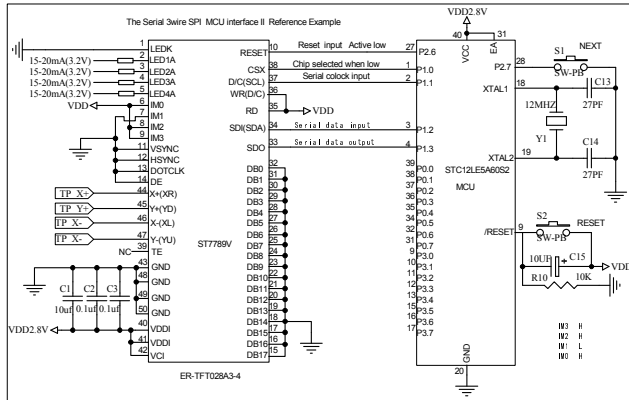 The Serial 3wire SPI MCU interface II Reference Example
VDD2.8V
1 LEDK
15-20mA(3.2V) 2 LED1A
15-20mA(3.2V) 3 LED2A
15-20mA(3.2V) 4 LED3A
15-20mA(3.2V) 5 LED4A
VDD 6 IM0
7 IM1
8 IM2
9 IM3
11 VSYNC
12 HSYNC
13 DOTCLK
14 DE
TP_X+ 44 X+(XR)
TP_Y+ 45 Y+(YD)
TP_X- 46 X-(XL)
TP_X- 47 Y-(YU)
NC 39 TE
43 GND
48 GND
49 GND
50 GND
C1 C2 C3
10uf 0.1uf 0.1uf
VDD2.8V
40 VDDI
41 VDDI
42 VCI
ST7789V
ER-TFT028A3-4
RESET 10 Reset input Active low 27 P2.6
CSX 38 Chip selected when low 1 P1.0
D/C(SCL) 37 Serial colock input 2 P1.1
WR(D/C) 36
RD 35 VDD
SDI(SDA) 34 Serial data input 3 P1.2
SDO 33 Serial data output 4 P1.3
DB0 32
DB1 31
DB2 30
DB3 29
DB4 28
DB5 27
DB6 26
DB7 25
DB8 24
DB9 23
DB10 22
DB11 21
DB12 20
DB13 19
DB14 18
DB15 17
DB16 16
DB17 15
39 P0.0
38 P0.1
37 P0.2
36 P0.3
35 P0.4
34 P0.5
33 P0.6
32 P0.7
P3.0
P3.1
P3.2
P3.3
P3.4
P3.5
16 P3.6
17 P3.7
40 VCC
31 EA
STC12LE5A60S2
MCU
GND
20
P2.7 28
S1 NEXT
SW-PB
XTAL1 18
C13
27PF
12MHZ
Y1
XTAL2 19
C14
27PF
/RESET 9
S2 RESET
SW-PB
10UF + C15 VDD
R10 10K
IM3 H
IM2 H
IM1 L
IM0 H